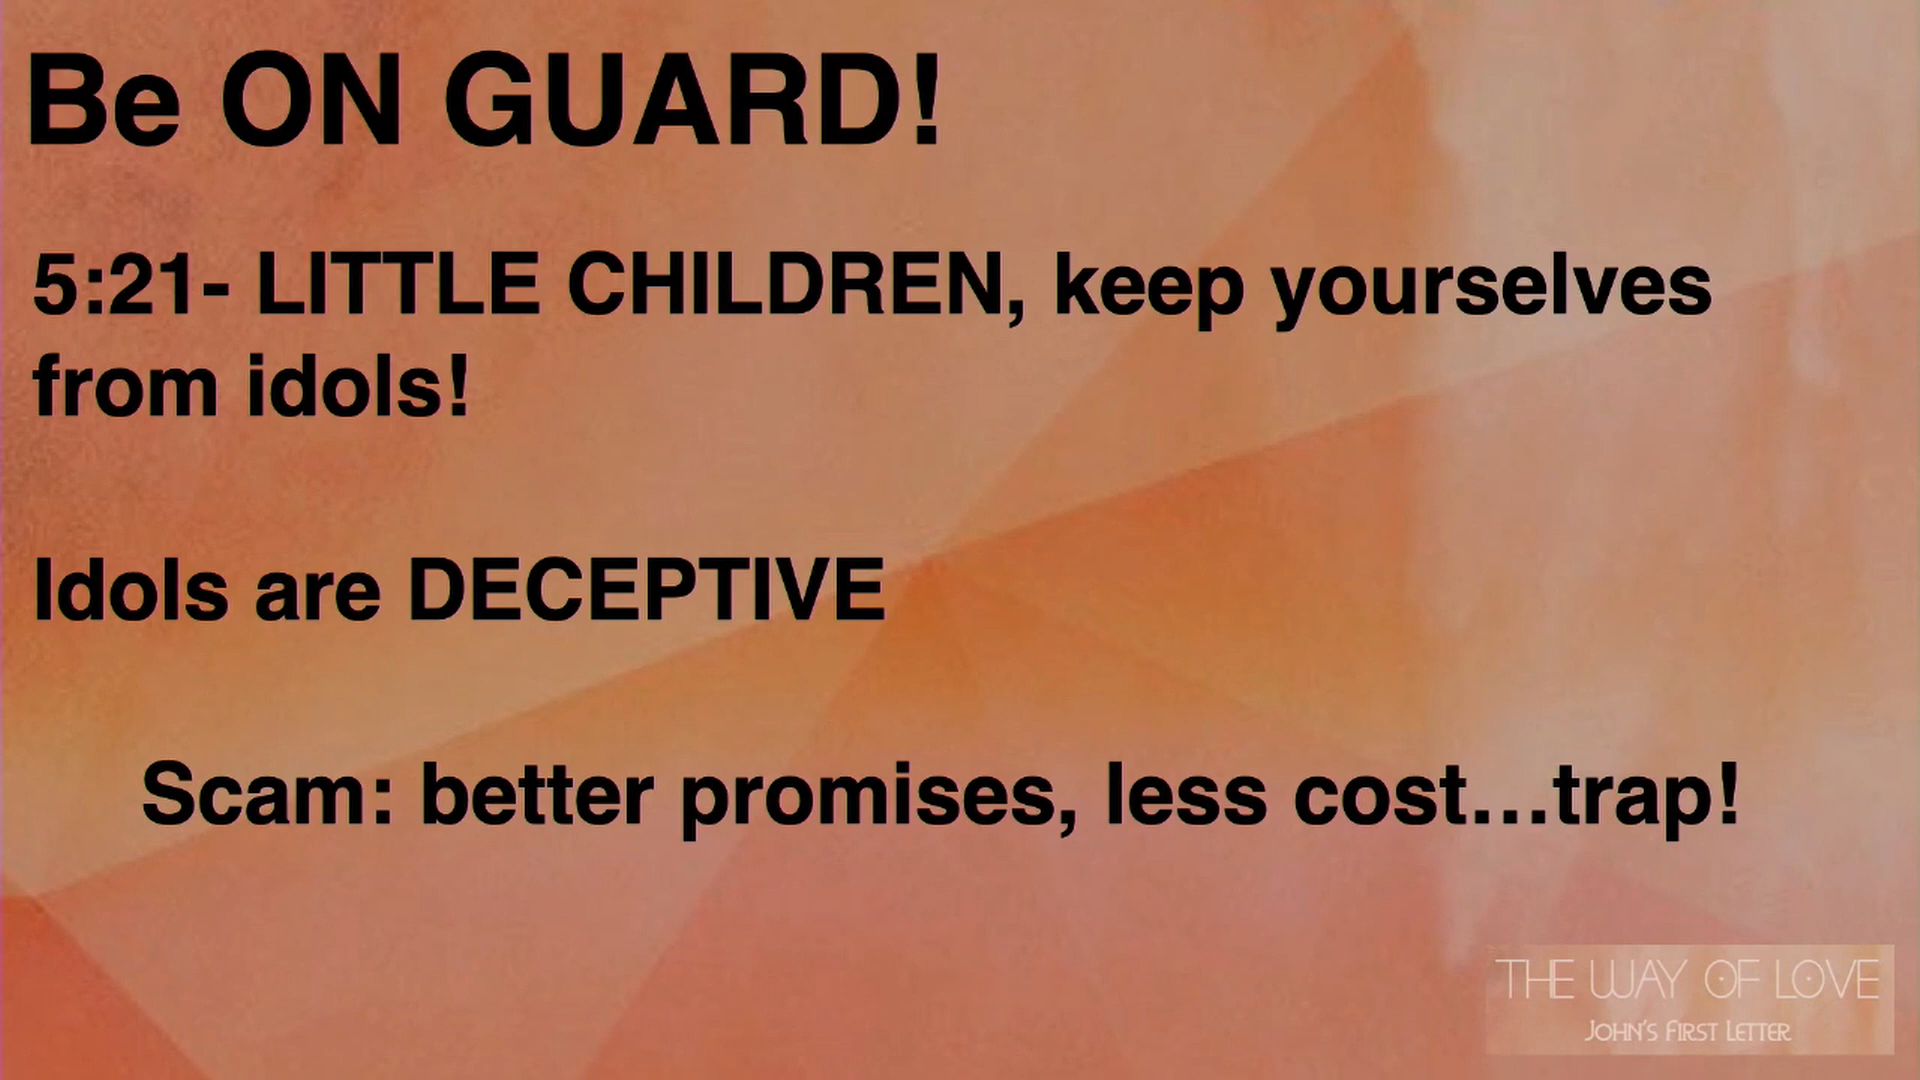 Be ON GUARD!
5:21- LITTLE CHILDREN, keep yourselves
from idols!
Idols are DECEPTIVE
Scam: better promises, less cost...trap!
THE WAY OF LOVE
JOHN'S FIRST LETTER